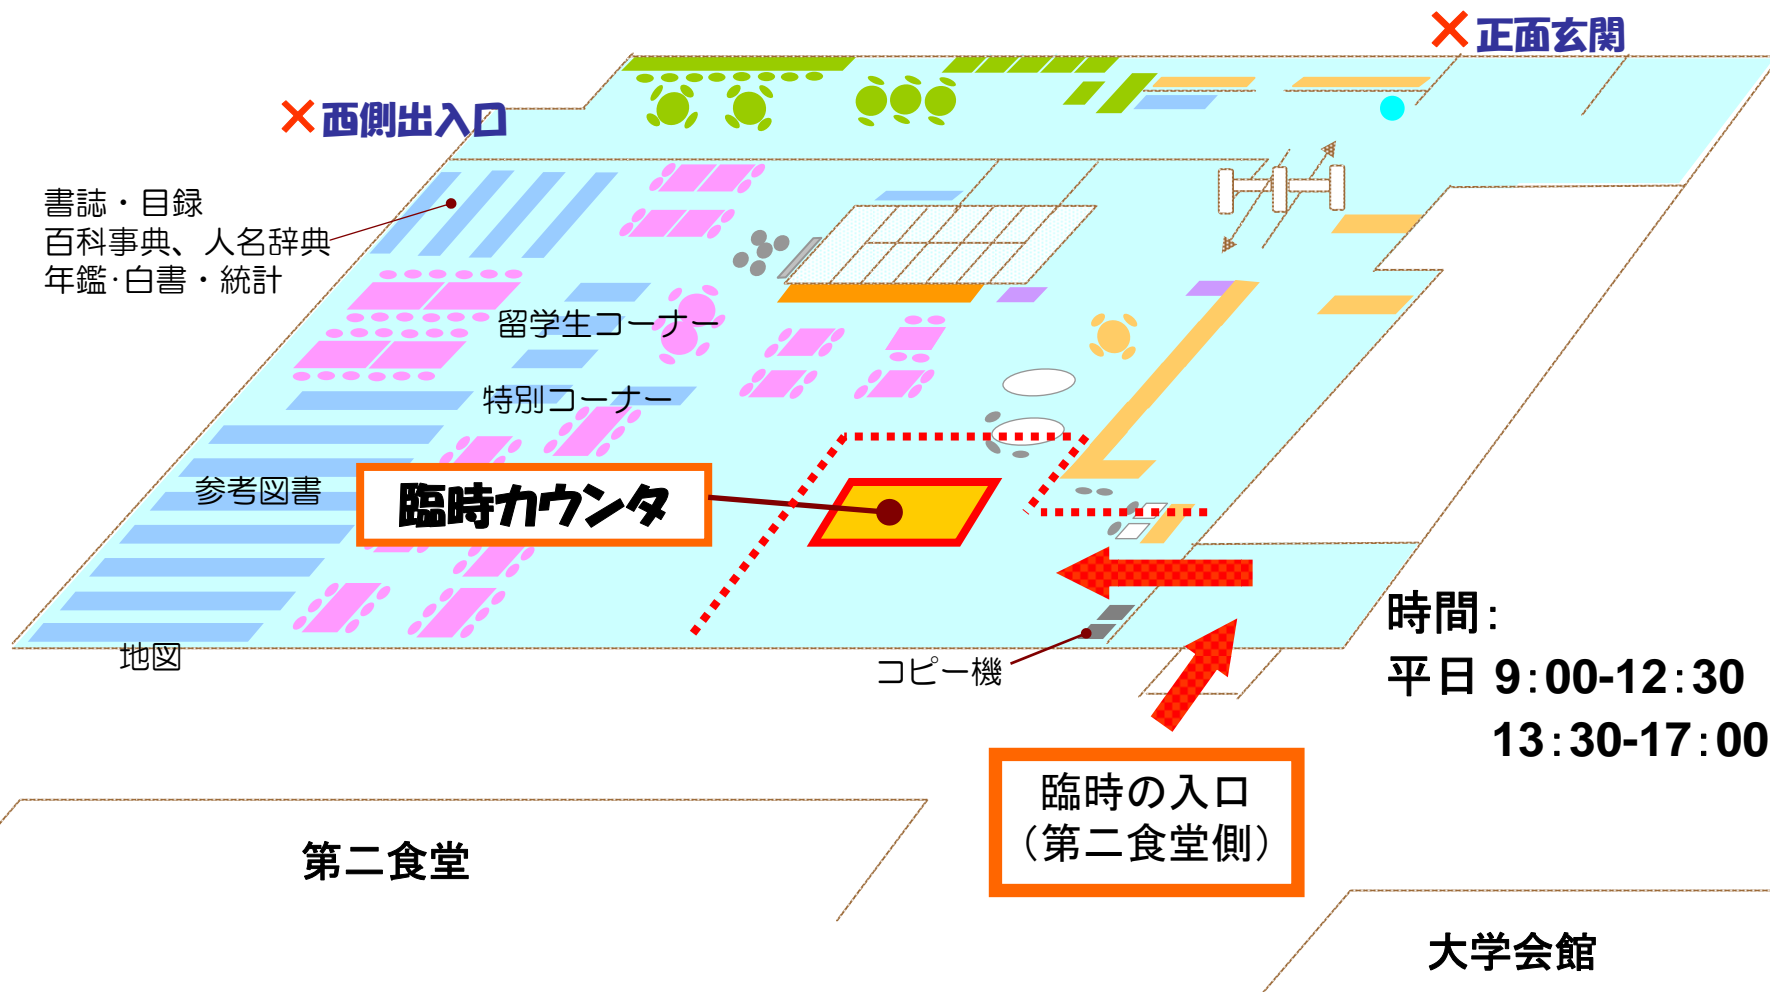 ×正面玄関
×西側出入口
書誌・目録
百科事典、人名辞典
年鑑・白書・統計
留学生コーナー
特別コーナー
参考図書
臨時カウンタ
地図
コピー機
時間：
平日 9：00-12：30
13：30-17：00
臨時の入口
（第二食堂側）
第二食堂
大学会館